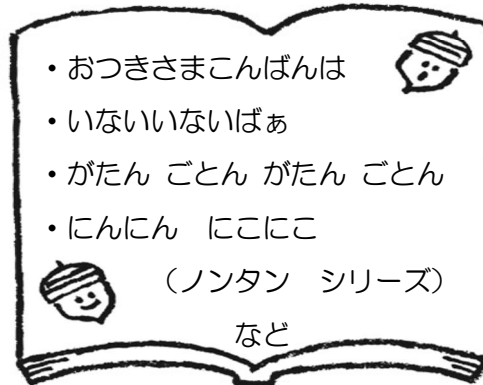 ・おつきさまこんばんは
・いないいないばぁ
・がたん ごとん がたん ごとん
・にんにん　にこにこ
（ノンタン　シリーズ）
など